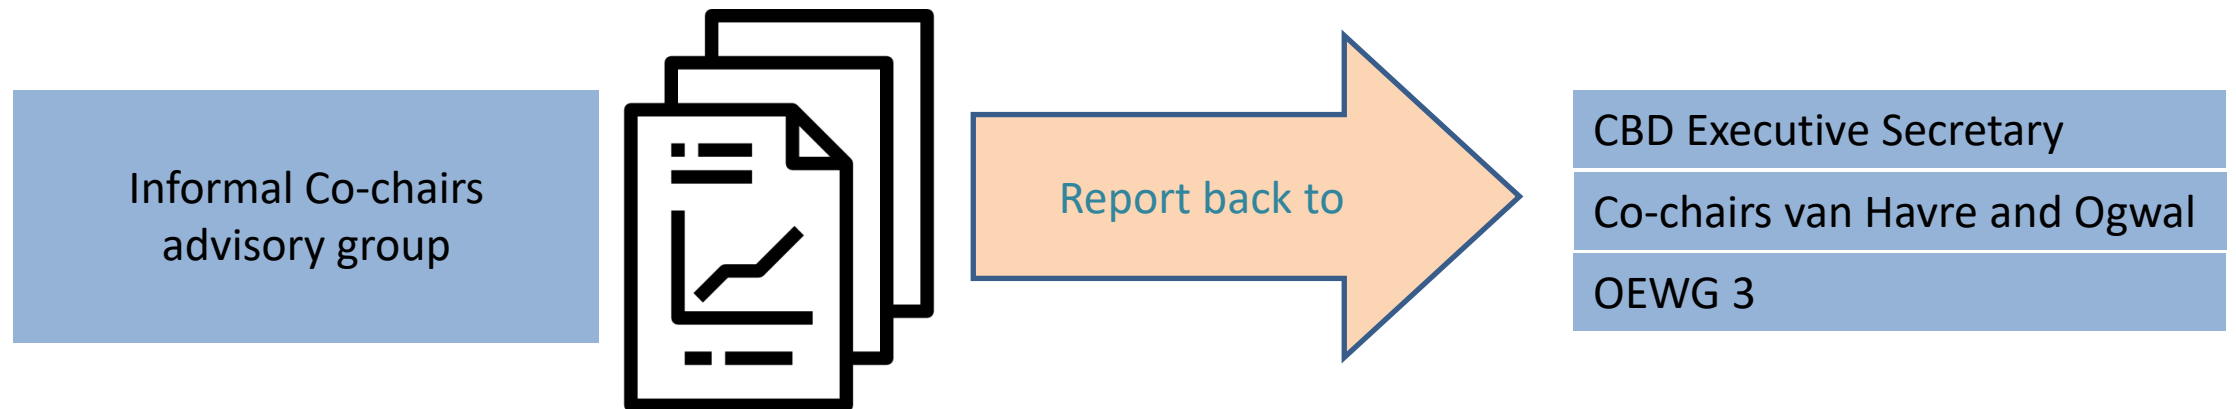 Informal Co-chairs
advisory group
Report back to
CBD Executive Secretary
Co-chairs van Havre and Ogwal
OEWG 3